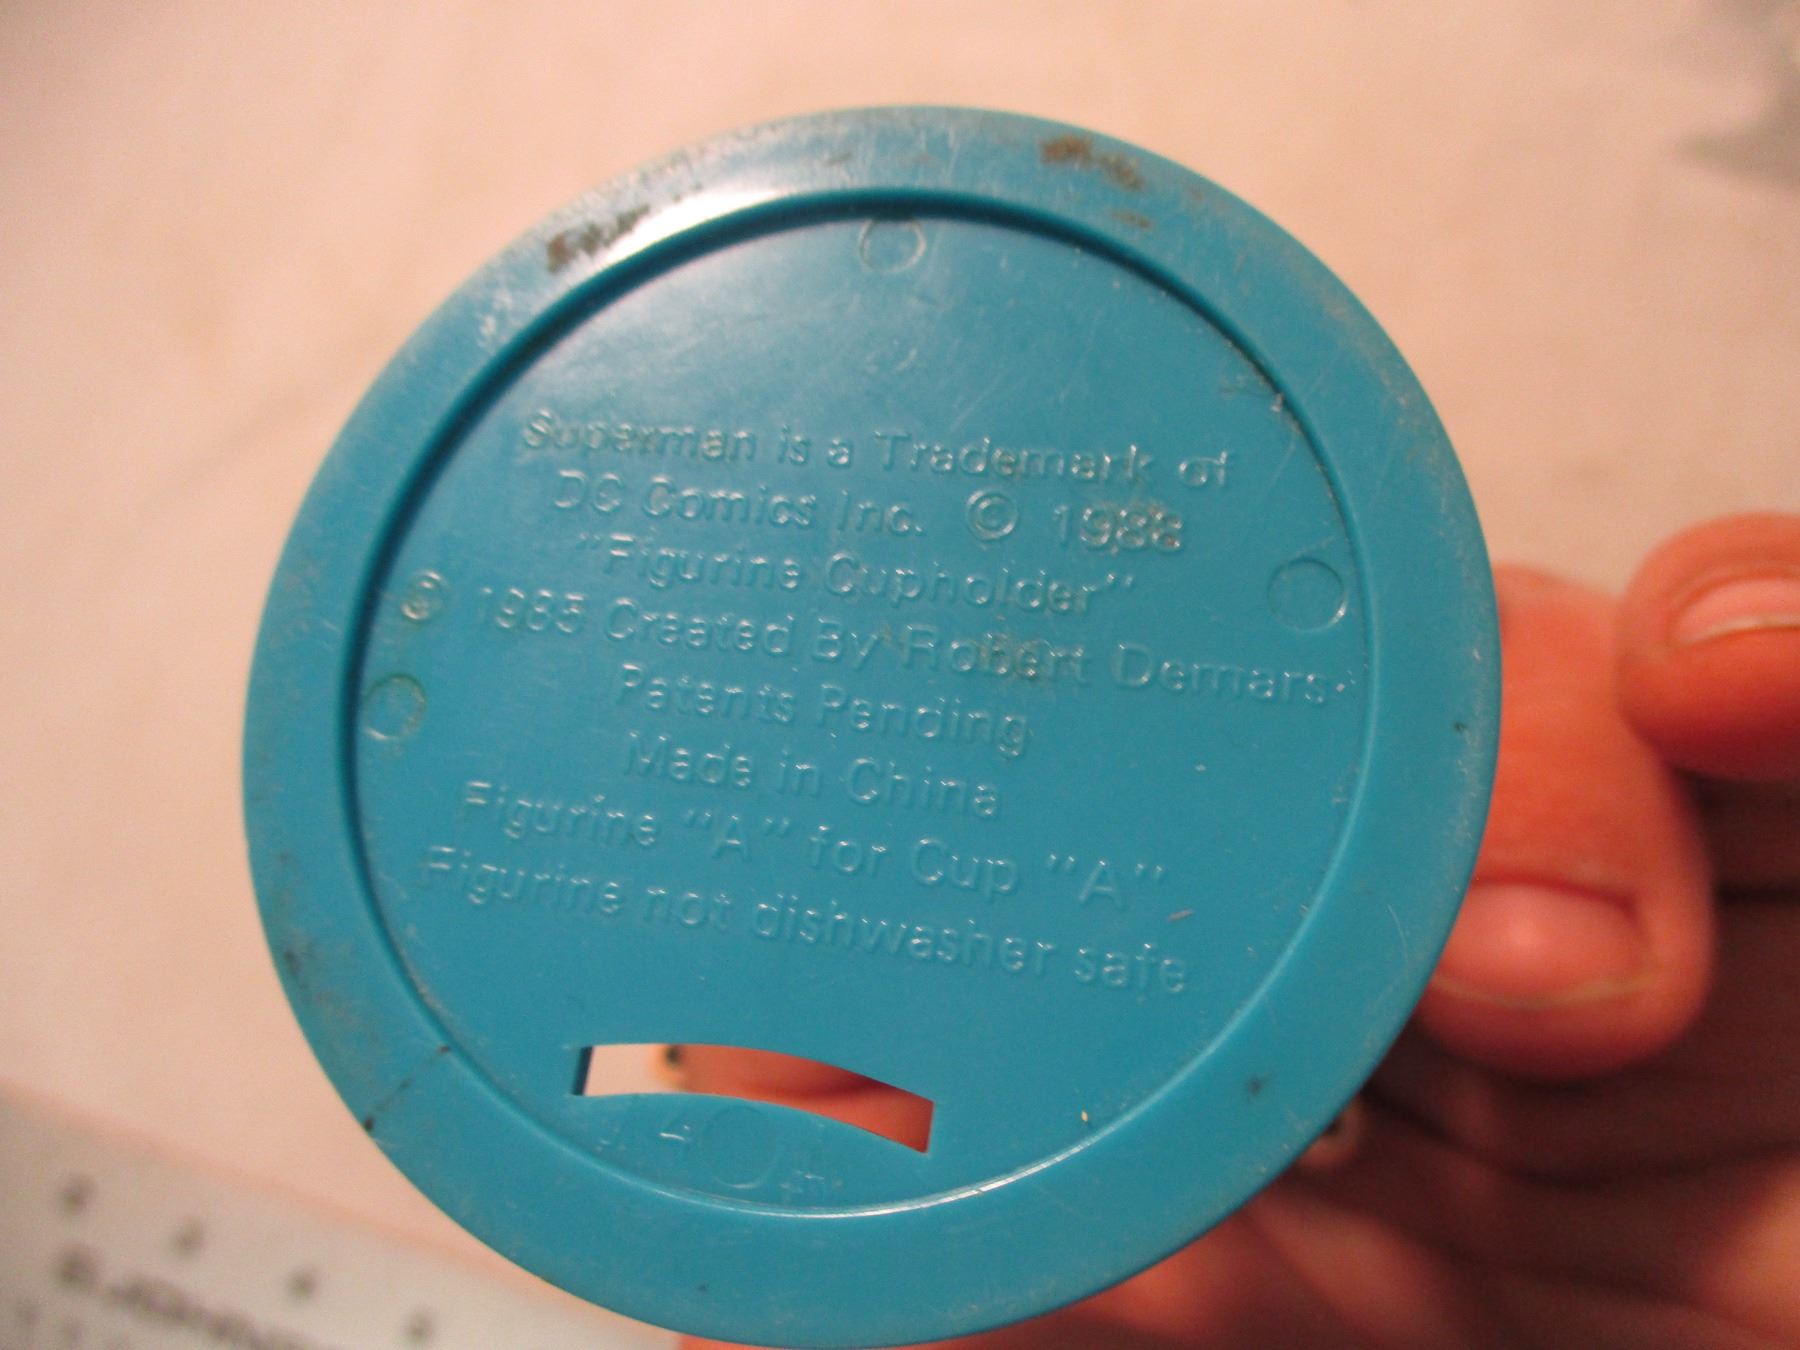 Superman is a Trademark of
DC Comics Inc. © 1988
"Figurine Cupholder"
© 1985 Created By Robert Demars
Patents Pending
Made in China
Figurine "A" for Cup "A"
Figurine not dishwasher safe